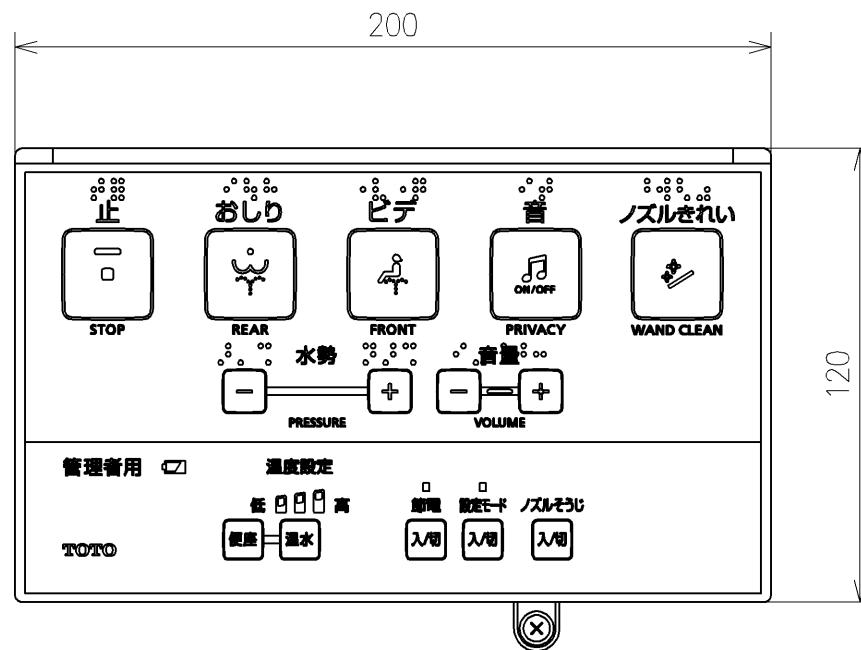 200
止 おしり ビデ 音 ノズルきれい
ON/OFF
STOP REAR FRONT PRIVACY WAND CLEAN
水勢 音量
PRESSURE VOLUME
120
管理者用 温度設定
低 高 節電 設定モード ノズルそうじ
便座 温水 入/切 入/切 入/切
TOTO